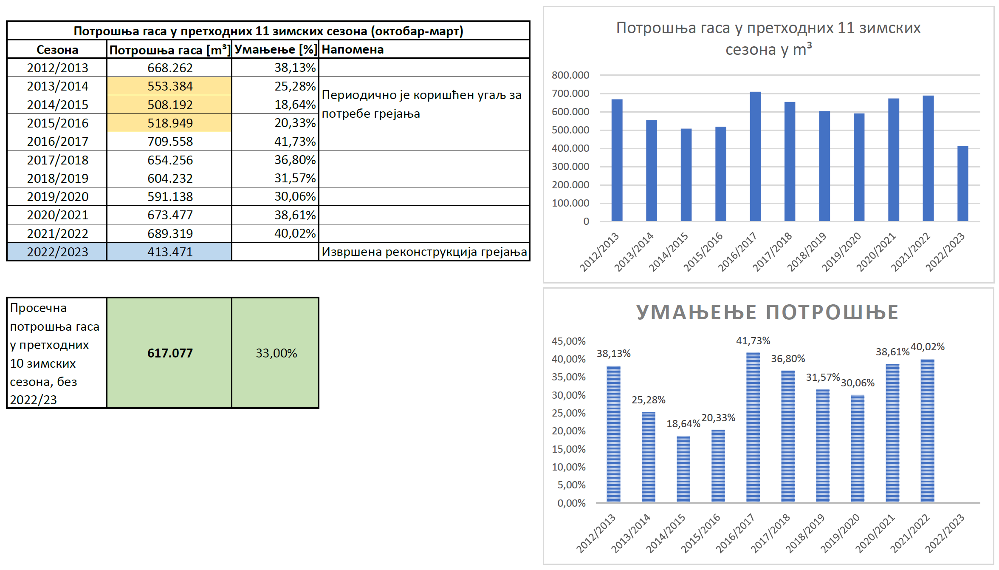 Потрошња гаса у претходних 11 зимских сезона (октобар-март)
Сезона Потрошња гаса [m³] Умањење [%] Напомена
2012/2013 668.262 38,13%
2013/2014 553.384 25,28%
2014/2015 508.192 18,64%
2015/2016 518.949 20,33%
Периодично је коришћен угаљ за
потребе грејања
2016/2017 709.558 41,73%
2017/2018 654.256 36,80%
2018/2019 604.232 31,57%
2019/2020 591.138 30,06%
2020/2021 673.477 38,61%
2021/2022 689.319 40,02%
2022/2023 413.471 Извршена реконструкција грејања
Просечна
потрошња гаса
у претходних
10 зимских
сезона, без
2022/23
617.077 33,00%
Потрошња гаса у претходних 11 зимских
сезона у m³
800.000
700.000
600.000
500.000
400.000
300.000
200.000
100.000
0
2012/2013 2013/2014 2014/2015 2015/2016 2016/2017 2017/2018 2018/2019 2019/2020 2020/2021 2021/2022 2022/2023
УМАЊЕЊЕ ПОТРОШЊЕ
45,00%
40,00%
35,00%
30,00%
25,00%
20,00%
15,00%
10,00%
5,00%
0,00%
38,13% 25,28% 18,64% 20,33% 41,73% 36,80% 31,57% 30,06% 38,61% 40,02%
2012/2013 2013/2014 2014/2015 2015/2016 2016/2017 2017/2018 2018/2019 2019/2020 2020/2021 2021/2022 2022/2023